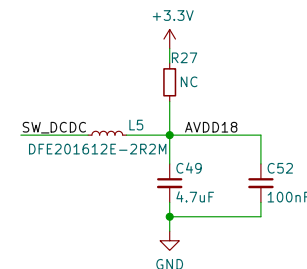 +3.3V
R27
NC
SW_DCDC
L5
AVDD18
DFE201612E-2R2M
C49
4.7uF
C52
100nF
GND